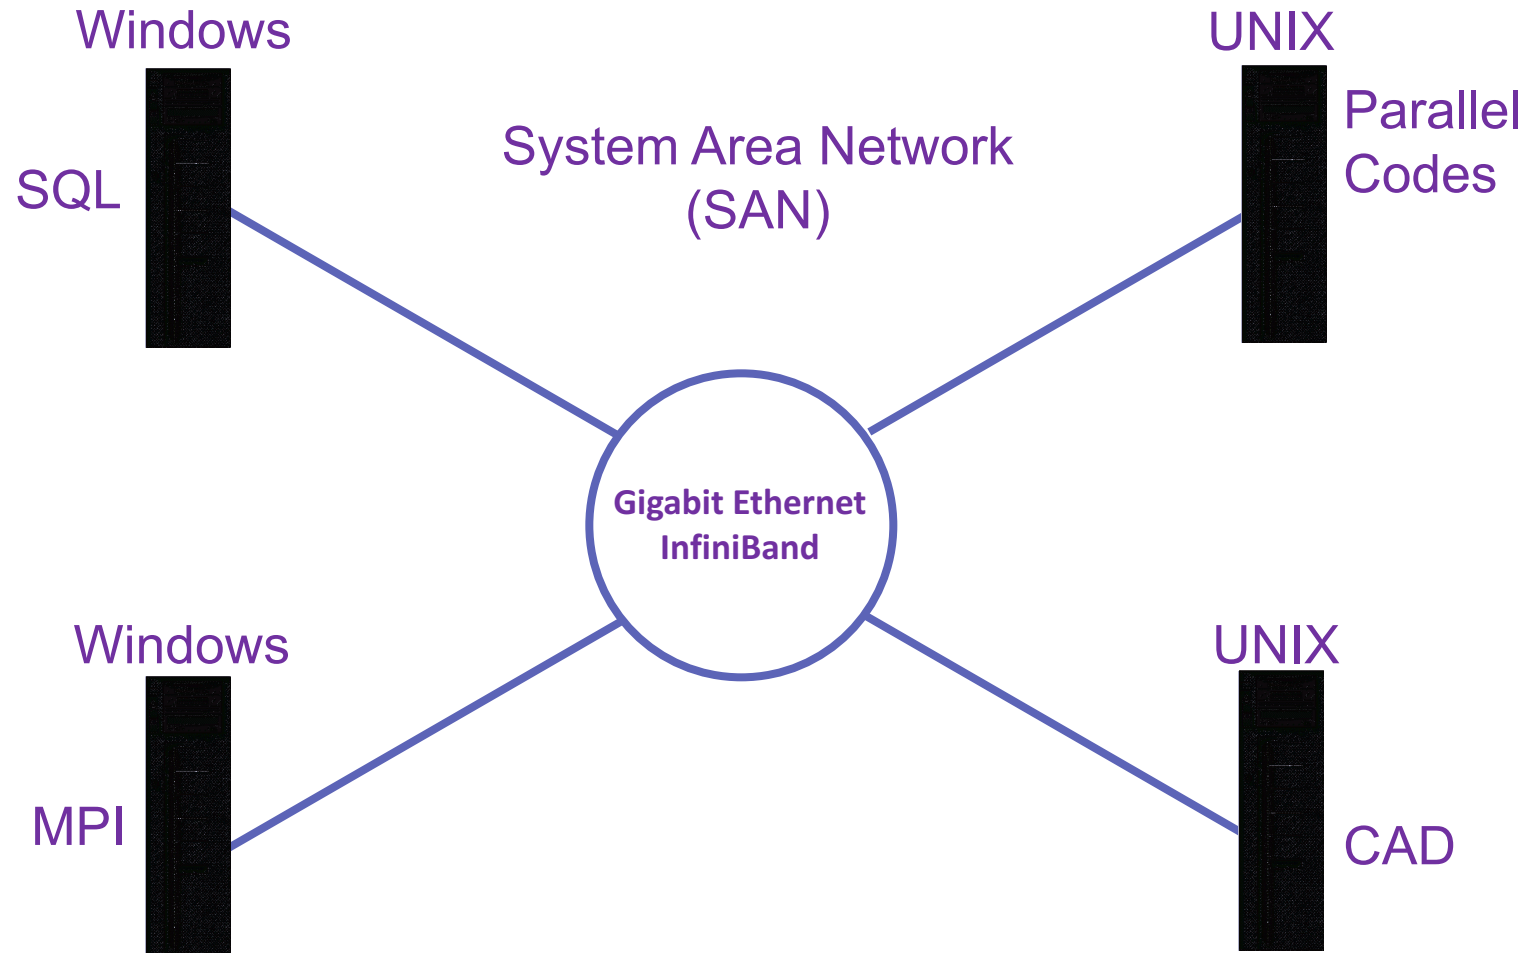 Windows
UNIX
SQL
System Area Network
(SAN)
Parallel
Codes
Gigabit Ethernet
InfiniBand
Windows
UNIX
MPI
CAD